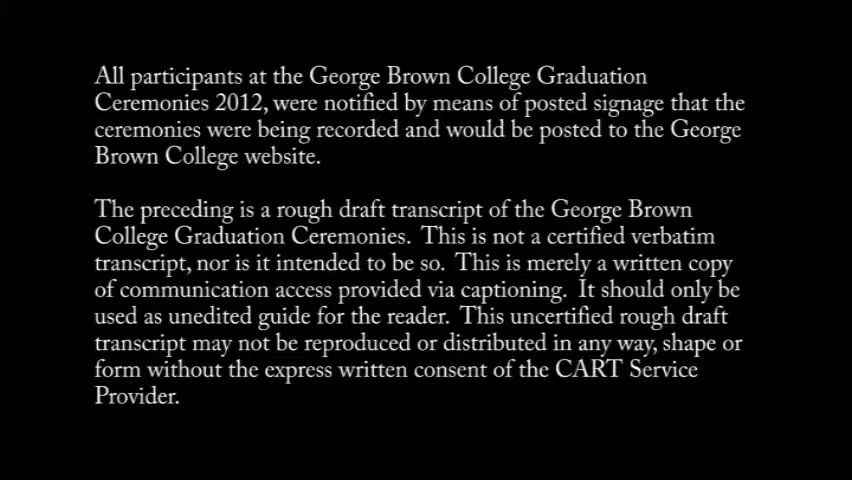 All participants at the George Brown College Graduation
Ceremonies 2012, were notified by means of posted signage that the
ceremonies were being recorded and would be posted to the George
Brown College website.
The preceding is a rough draft transcript of the George Brown
College Graduation Ceremonies.  This is not a certified verbatim
transcript, nor is it intended to be so.  This is merely a written copy
of communication access provided via captioning.  It should only be
used as unedited guide for the reader.  This uncertified rough draft
transcript may not be reproduced or distributed in any way, shape or
form without the express written consent of the CART Service
Provider.